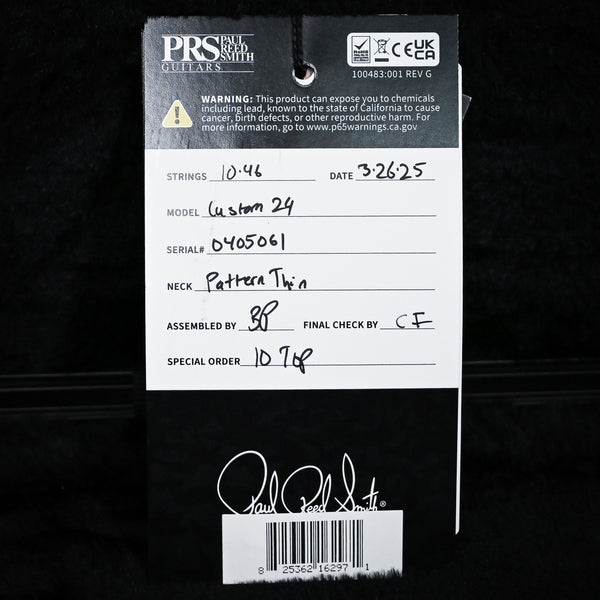 PRS PAUL REED SMITH
GUITARS
CE UK CA
100483:001 REV G
WARNING: This product can expose you to chemicals
including lead, known to the state of California to cause
cancer, birth defects, or other reproductive harm. For
more information, go to www.p65warnings.ca.gov
STRINGS 10·46 DATE 3·26·25
MODEL Custom 24
SERIAL# 0405061
NECK Pattern Thin
ASSEMBLED BY BP FINAL CHECK BY CF
SPECIAL ORDER 10 Top
Paul Reed Smith®
8 25362 16297 1